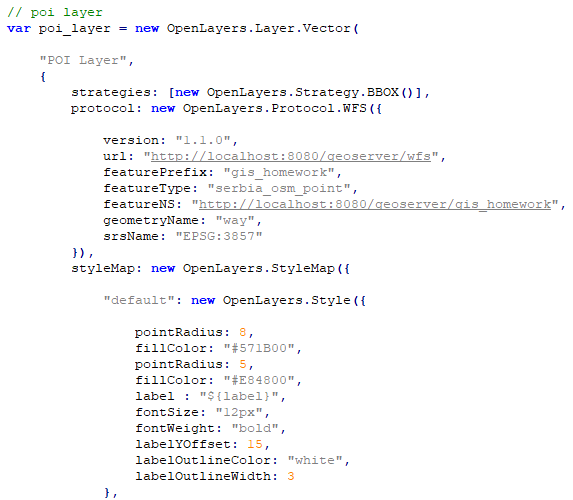 // poi layer
var poi_layer = new OpenLayers.Layer.Vector(
"POI Layer",
{
strategies: [new OpenLayers.Strategy.BBOX()],
protocol: new OpenLayers.Protocol.WFS({
version: "1.1.0",
url: "http://localhost:8080/geoserver/wfs",
featurePrefix: "gis_homework",
featureType: "serbia_osm_point",
featureNS: "http://localhost:8080/geoserver/gis_homework",
geometryName: "way",
srsName: "EPSG:3857"
}),
styleMap: new OpenLayers.StyleMap({
"default": new OpenLayers.Style({
pointRadius: 8,
fillColor: "#571B00",
pointRadius: 5,
fillColor: "#E84800",
label : "${label}",
fontSize: "12px",
fontWeight: "bold",
labelYOffset: 15,
labelOutlineColor: "white",
labelOutlineWidth: 3
},